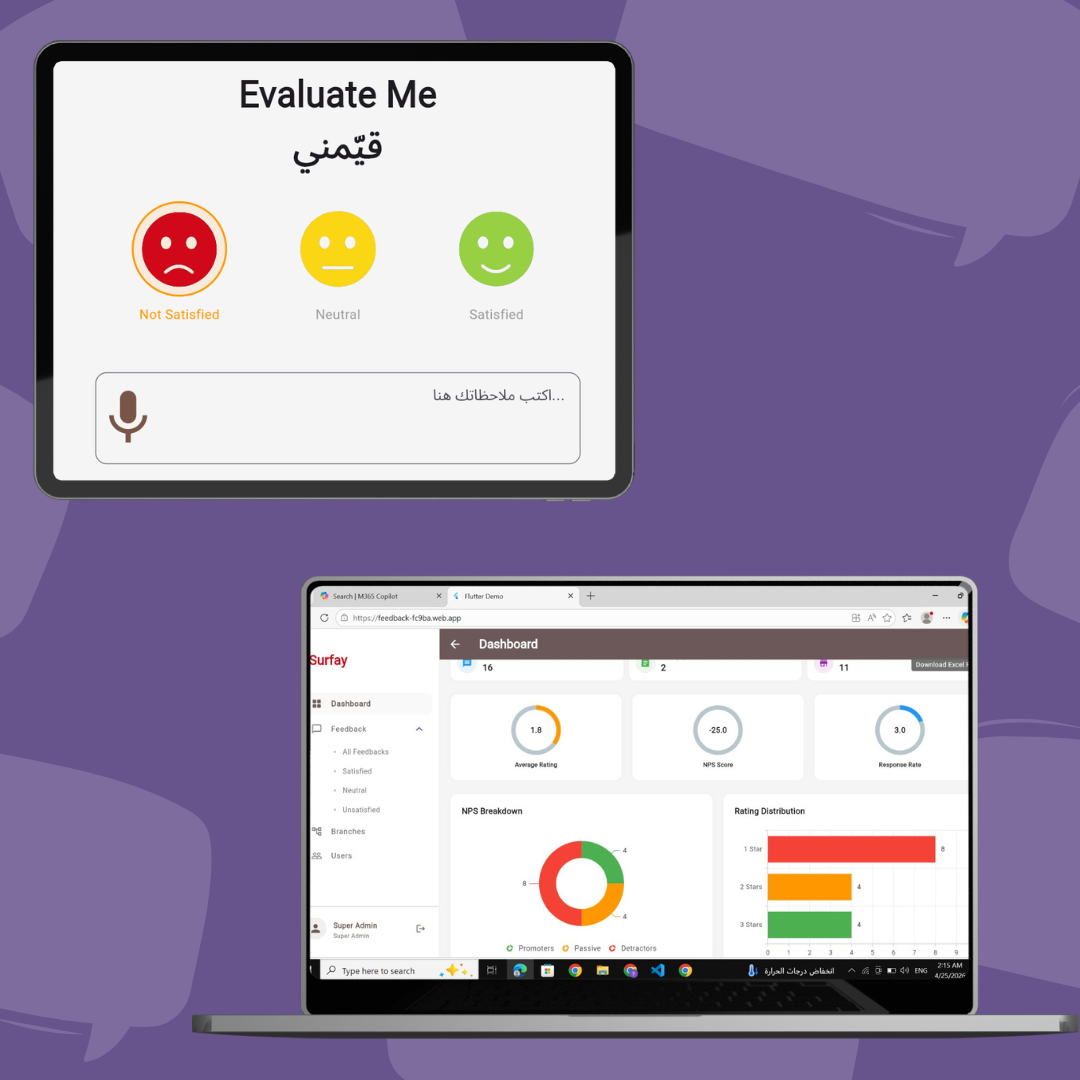 Evaluate Me
قيّمني
Not Satisfied
Neutral
Satisfied
اكتب ملاحظاتك هنا...
Search | M365 Copilot
Flutter Demo
https://feedback-fc9ba.web.app
Surfay
Dashboard
Feedback
All Feedbacks
Satisfied
Neutral
Unsatisfied
Branches
Users
Super Admin
Super Admin
Dashboard
16
2
11
Download Excel
1.8
Average Rating
-25.0
NPS Score
3.0
Response Rate
NPS Breakdown
4
8
4
Promoters
Passive
Detractors
Rating Distribution
1 Star
8
2 Stars
4
3 Stars
4
0 1 2 3 4 5 6 7 8 9
Type here to search
انخفاض درجات الحرارة
ENG
2:15 AM
4/25/2026